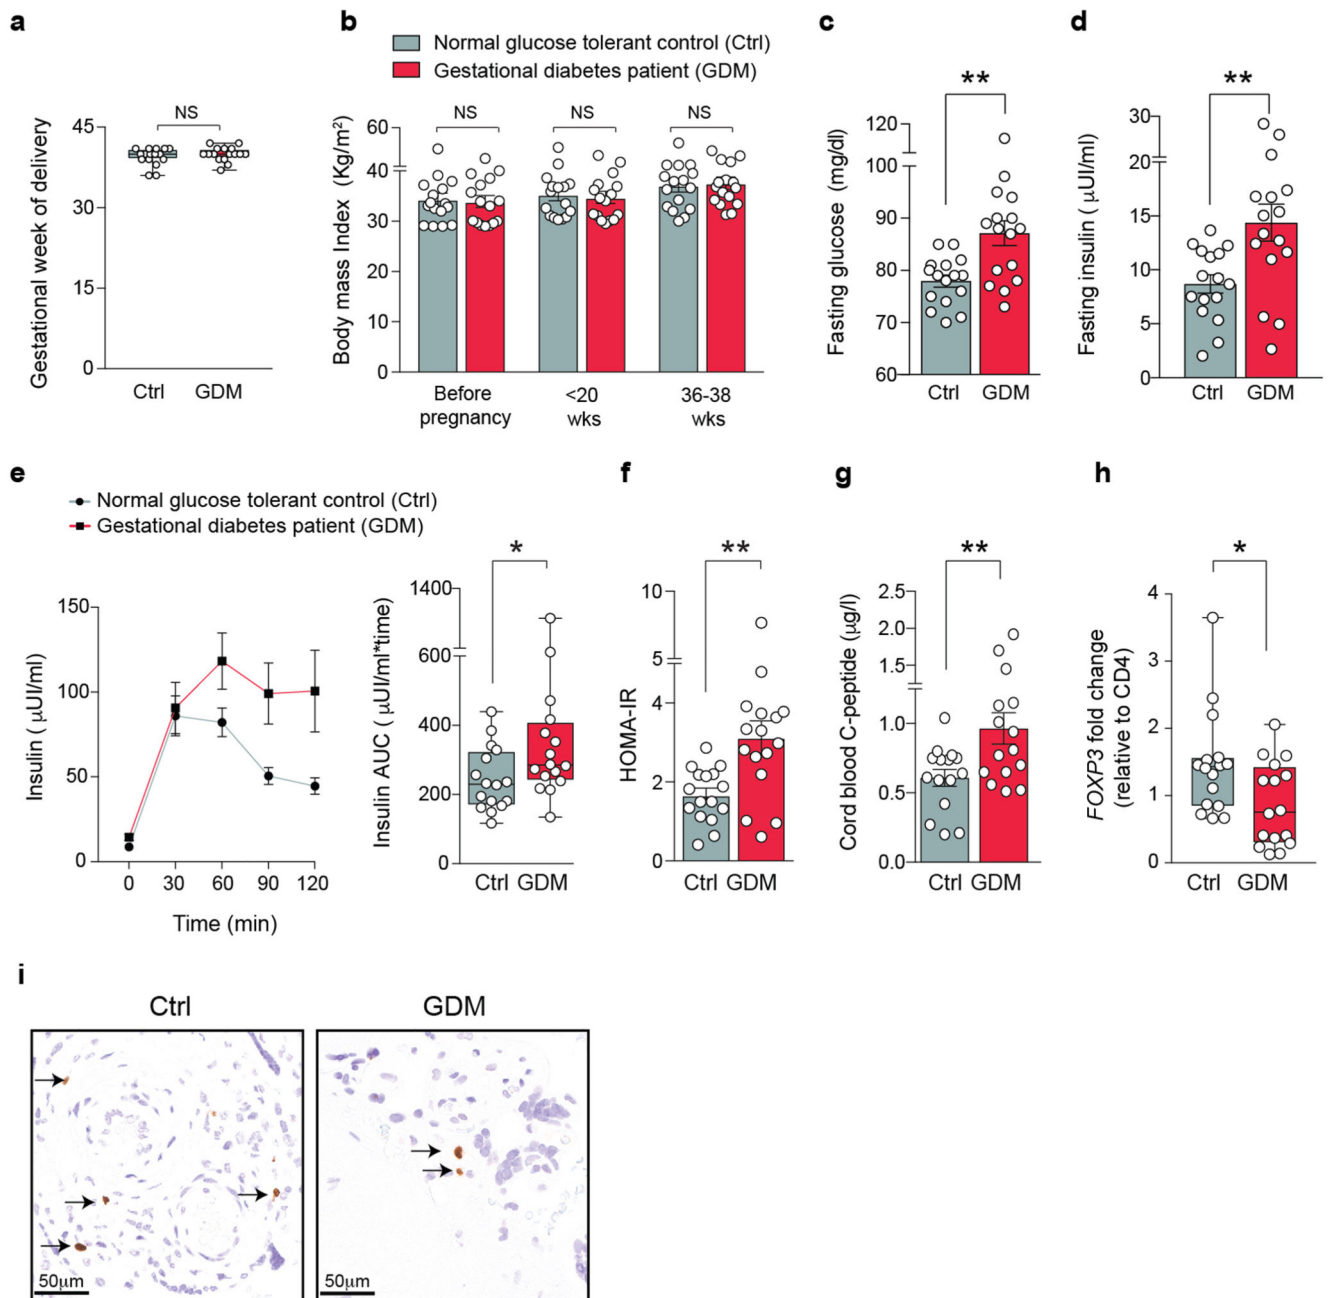 a
b
Normal glucose tolerant control (Ctrl)
Gestational diabetes patient (GDM)
c
d
Gestational week of delivery
45
30
15
0
NS
Ctrl GDM
Body mass Index (Kg/m²)
60
40
30
20
10
0
NS NS NS
Before
pregnancy
<20
wks
36-38
wks
Fasting glucose (mg/dl)
120
100
90
80
70
60
**
Ctrl GDM
Fasting insulin ( μUI/ml)
30
20
15
10
5
0
**
Ctrl GDM
e
Normal glucose tolerant control (Ctrl)
Gestational diabetes patient (GDM)
Insulin ( μUI/ml)
150
100
50
0
0 30 60 90 120
Time (min)
Insulin AUC ( μUI/ml*time)
1400
600
400
200
0
*
Ctrl GDM
f
HOMA-IR
10
5
4
2
0
**
Ctrl GDM
g
Cord blood C-peptide (μg/l)
2.5
2.0
1.5
1.0
0.5
0.0
**
Ctrl GDM
h
FOXP3 fold change
(relative to CD4)
4
3
2
1
0
*
Ctrl GDM
i
Ctrl
GDM
50μm
50μm